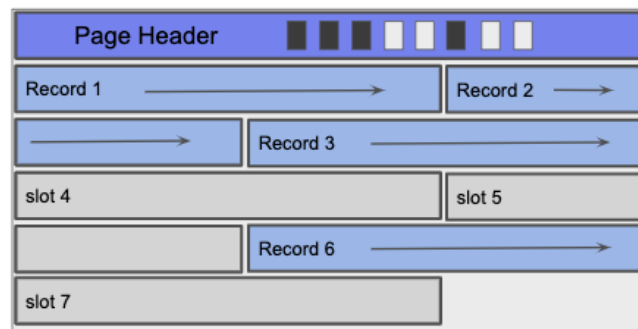 Page Header
Record 1 Record 2
Record 3
slot 4 slot 5
Record 6
slot 7